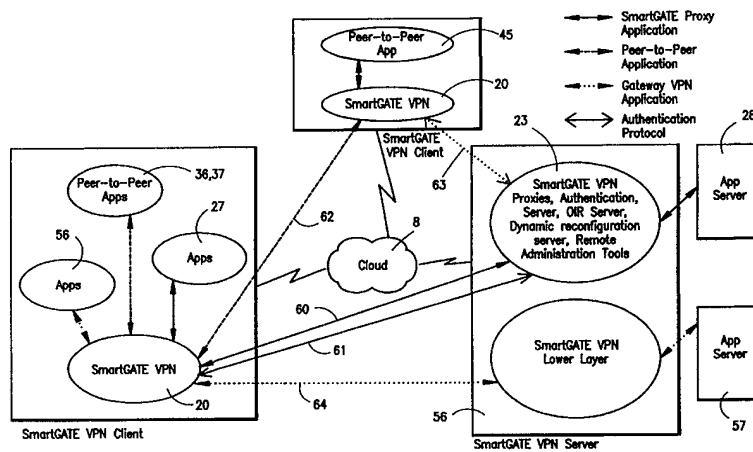 Peer-to-Peer
App
45
SmartGATE Proxy
Application
Peer-to-Peer
Application
Gateway VPN
Application
Authentication
Protocol
20
SmartGATE VPN
SmartGATE
VPN Client
63
23
28
Peer-to-Peer
Apps
36,37
27
56
Apps
Apps
62
8
Cloud
SmartGATE VPN
Proxies, Authentication,
Server, OIR Server,
Dynamic reconfiguration
server, Remote
Administration Tools
App
Server
60
61
SmartGATE VPN
20
64
SmartGATE VPN
Lower Layer
App
Server
56
57
SmartGATE VPN Client
SmartGATE VPN Server